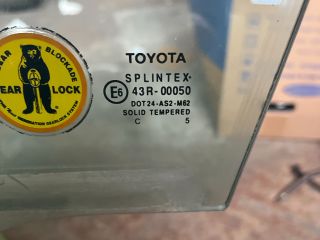 BEAR BLOCKADE
BEAR LOCK
TOYOTA
SPLINTEX
E6 43R-00050
DOT24-AS2-M62
SOLID TEMPERED
C 5